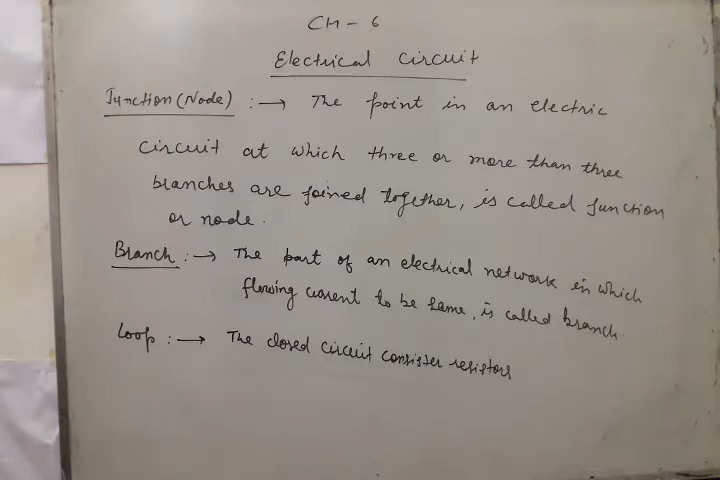 CH - 6
Electrical circuit
Junction (Node) :→ The point in an electric
circuit at which three or more than three
branches are joined together, is called junction
or node.
Branch :→ The part of an electrical network in which
flowing current to be same, is called branch.
Loop :→ The closed circuit consister resistors